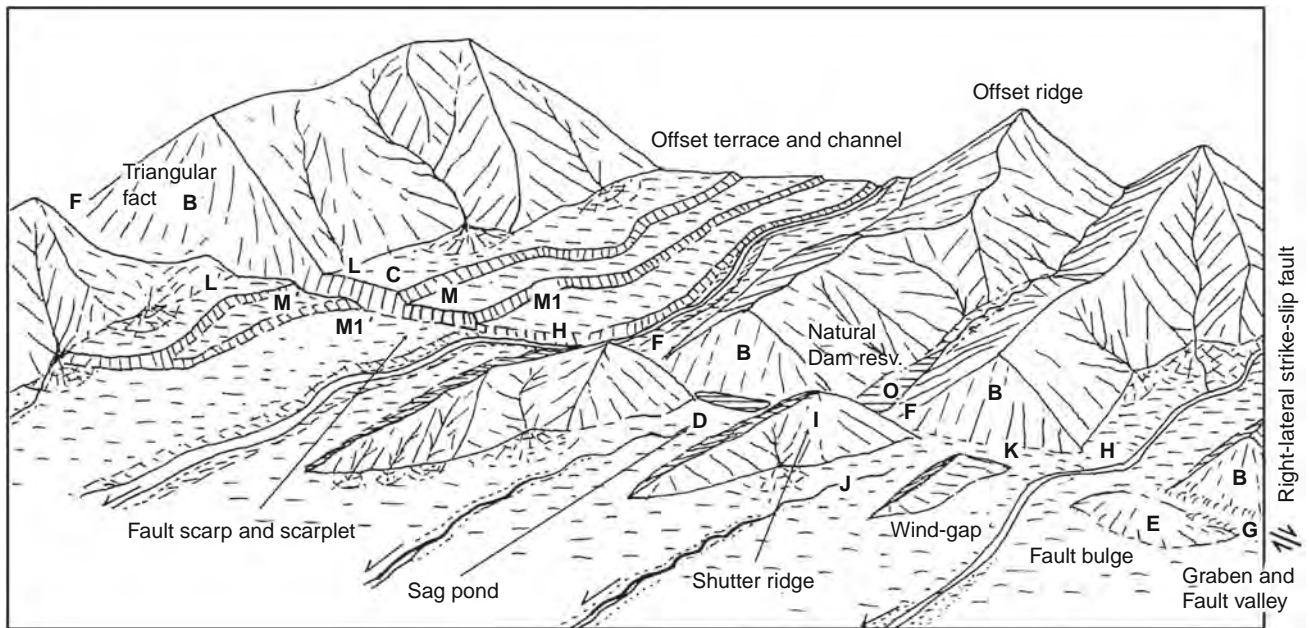 Offset ridge
Offset terrace and channel
Triangular
fact
F
B
L
C
L
M
M
M1
M1
H
F
B
Natural
Dam resv.
O
F
B
D
I
K
H
J
B
E
G
Fault scarp and scarplet
Wind-gap
Fault bulge
Sag pond
Shutter ridge
Graben and
Fault valley
Right-lateral strike-slip fault